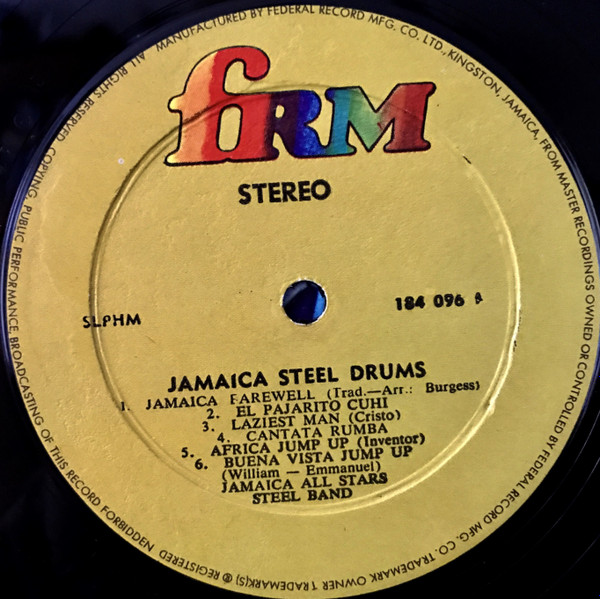 ALL RIGHTS RESERVED. COPYING, PUBLIC PERFORMANCE, BROADCASTING OF THIS RECORD FORBIDDEN
MANUFACTURED BY FEDERAL RECORD MFG. CO. LTD., KINGSTON, JAMAICA, FROM MASTER RECORDINGS OWNED OR CONTROLLED BY FEDERAL RECORD MFG. CO. TRADEMARK OWNER TRADEMARK(S) ® REGISTERED
fRM
STEREO
SLPHM
184 096 A
JAMAICA STEEL DRUMS
1. JAMAICA FAREWELL (Trad.—Arr.: Burgess)
2. EL PAJARITO CUHI
3. LAZIEST MAN (Cristo)
4. CANTATA RUMBA
5. AFRICA JUMP UP (Inventor)
6. BUENA VISTA JUMP UP
(William — Emmanuel)
JAMAICA ALL STARS
STEEL BAND